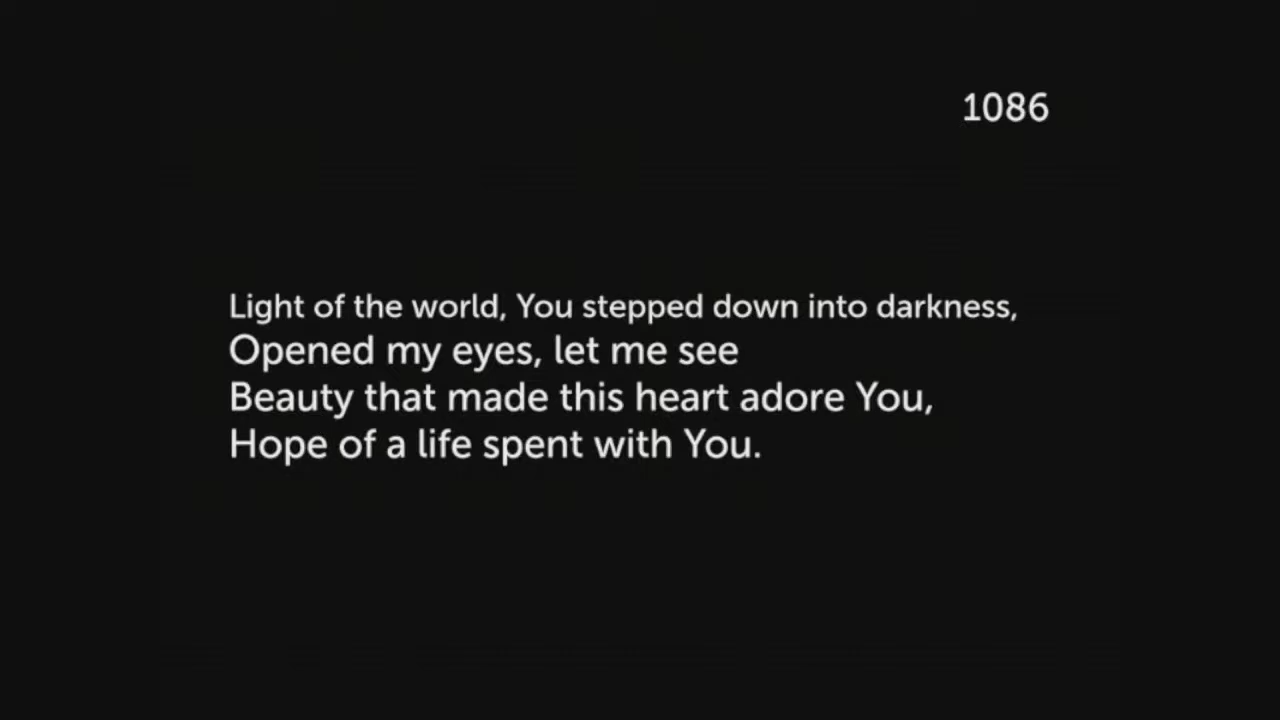 1086
Light of the world, You stepped down into darkness,
Opened my eyes, let me see
Beauty that made this heart adore You,
Hope of a life spent with You.